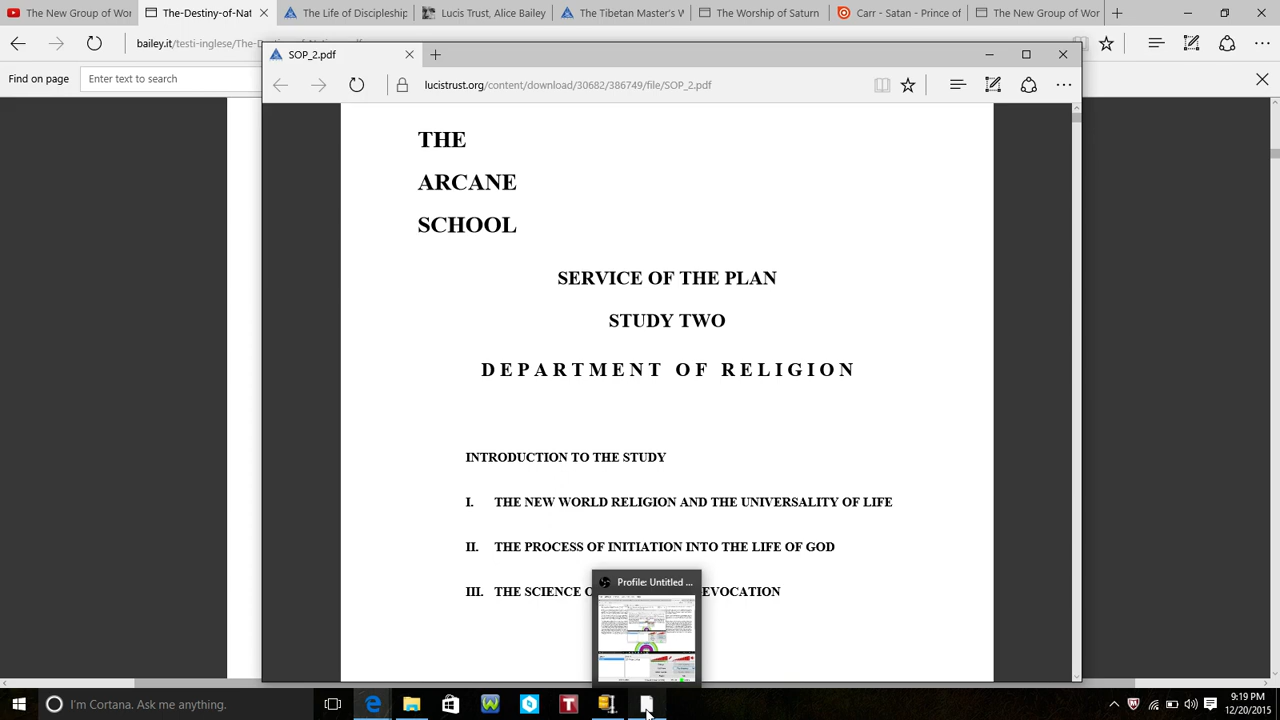 The New Group of Wor
The-Destiny-of-Nat
The Life of Discipleship
Lucis Trust, Alice Bailey
The Tibetan Master's W
The Worship of Saturn
Carr - Satan - Prince of
The New Group of Wor
bailey.it/testi-inglese/The-D
Find on page
Enter text to search
SOP_2.pdf
lucistrust.org/content/download/30682/386749/file/SOP_2.pdf
THE
ARCANE
SCHOOL
SERVICE OF THE PLAN
STUDY TWO
DEPARTMENT OF RELIGION
INTRODUCTION TO THE STUDY
I. THE NEW WORLD RELIGION AND THE UNIVERSALITY OF LIFE
II. THE PROCESS OF INITIATION INTO THE LIFE OF GOD
III. THE SCIENCE O EVOCATION
Profile: Untitled ...
I'm Cortana. Ask me anything.
9:19 PM
12/20/2015